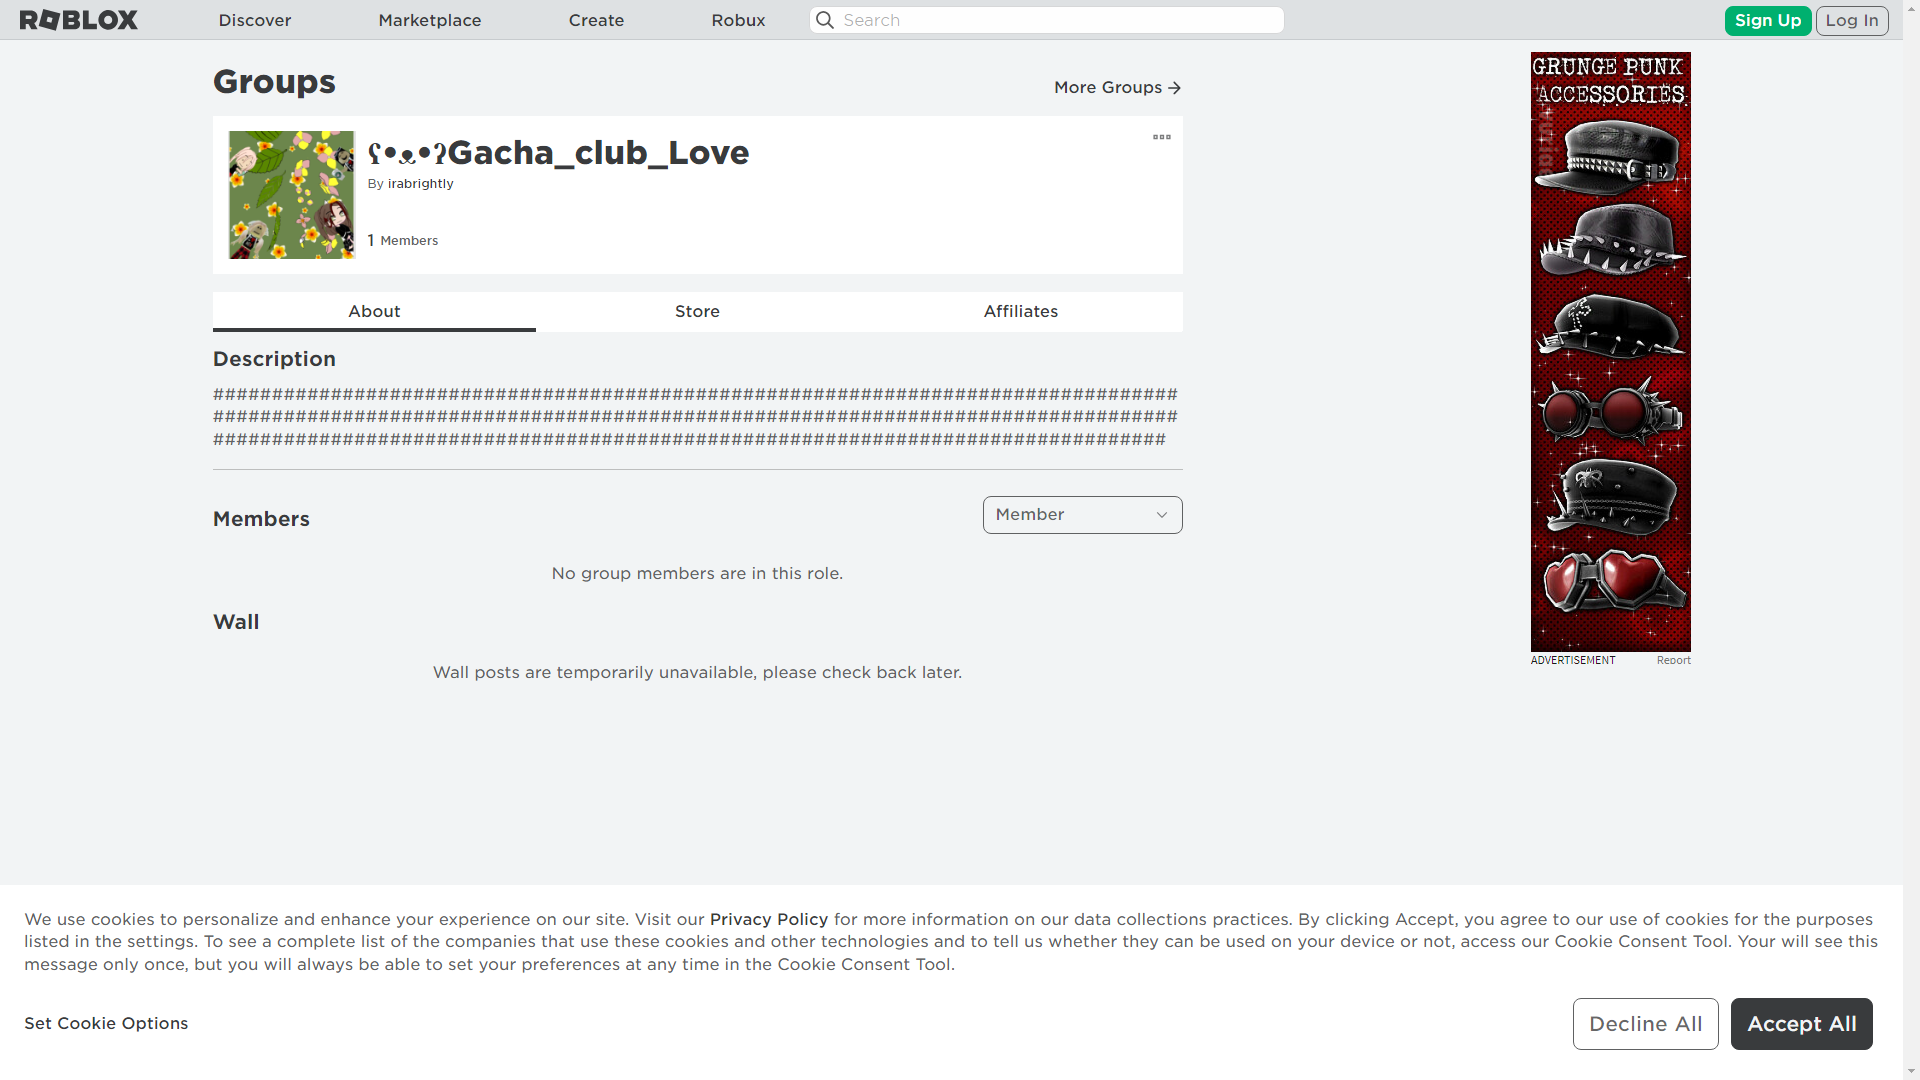 ROBLOX Discover Marketplace Create Robux Search Sign Up Log In
Groups
More Groups
ʕ•ᴥ•ʔGacha_club_Love
By irabrightly
1 Members
About Store Affiliates
Description
##################################################################################
##################################################################################
#################################################################################
Members
Member
No group members are in this role.
Wall
Wall posts are temporarily unavailable, please check back later.
GRUNGE PUNK
ACCESSORIES
ADVERTISEMENT Report
We use cookies to personalize and enhance your experience on our site. Visit our Privacy Policy for more information on our data collections practices. By clicking Accept, you agree to our use of cookies for the purposes
listed in the settings. To see a complete list of the companies that use these cookies and other technologies and to tell us whether they can be used on your device or not, access our Cookie Consent Tool. Your will see this
message only once, but you will always be able to set your preferences at any time in the Cookie Consent Tool.
Set Cookie Options
Decline All
Accept All